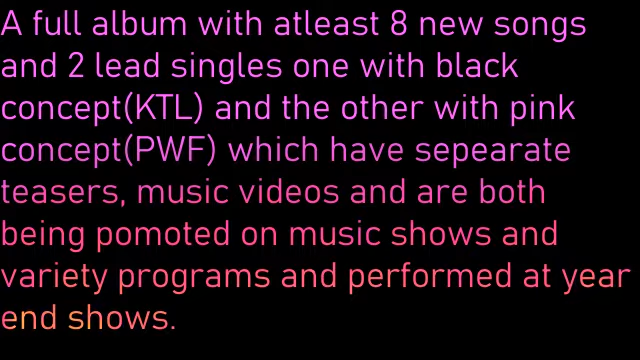 A full album with atleast 8 new songs
and 2 lead singles one with black
concept(KTL) and the other with pink
concept(PWF) which have sepearate
teasers, music videos and are both
being pomoted on music shows and
variety programs and performed at year
end shows.